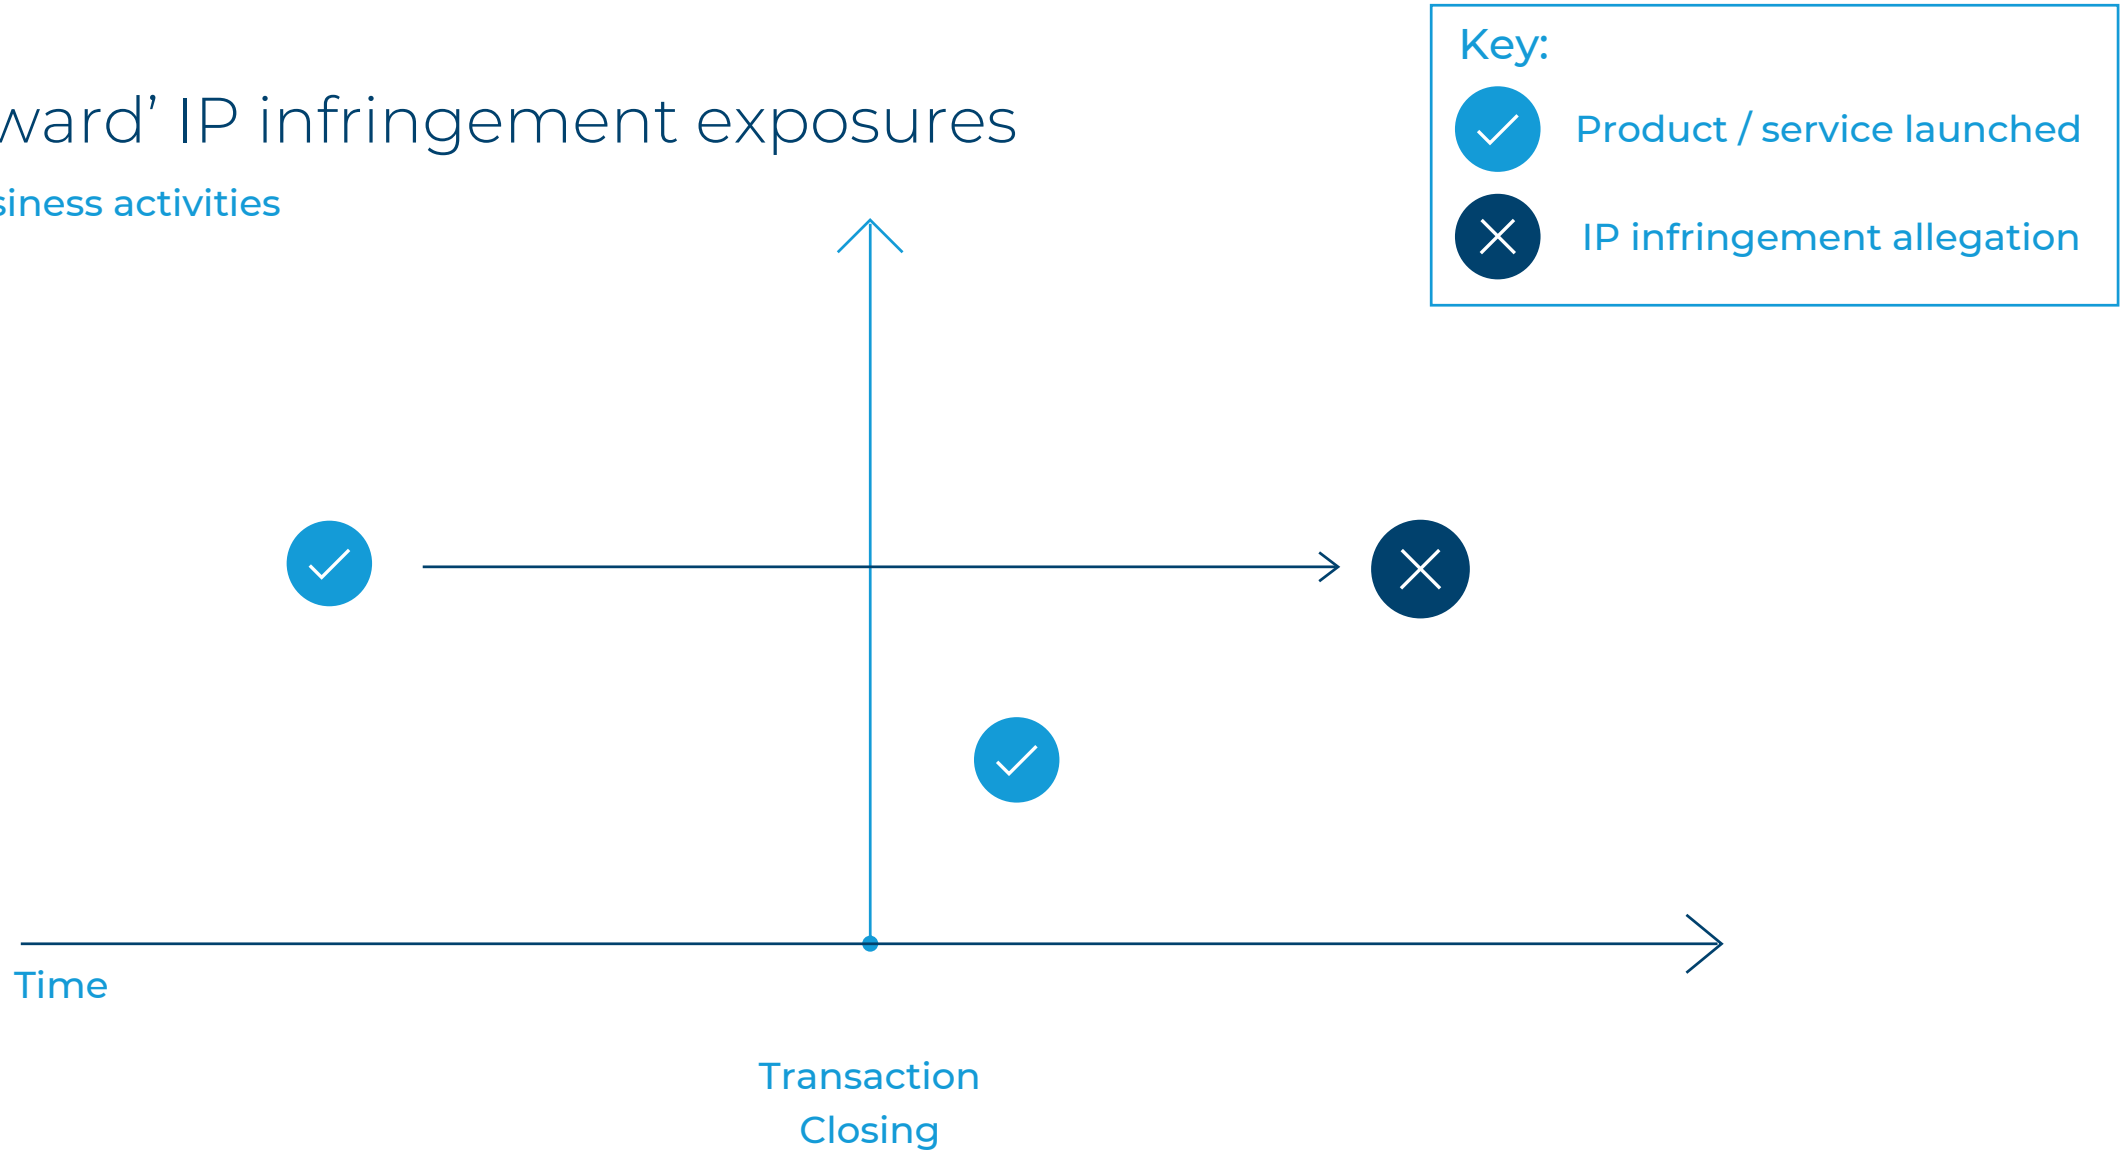 Key:
Product / service launched
IP infringement allegation
ward’ IP infringement exposures
siness activities
Time
Transaction
Closing